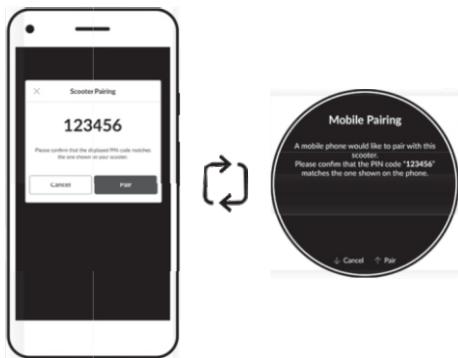 Scooter Pairing
123456
Please confirm that the displayed PIN code matches
the one shown on your scooter.
Cancel
Pair
Mobile Pairing
A mobile phone would like to pair with this
scooter.
Please confim that the PIN code "123456"
matches the one shown on the phone.
↓ Cancel ↑ Pair